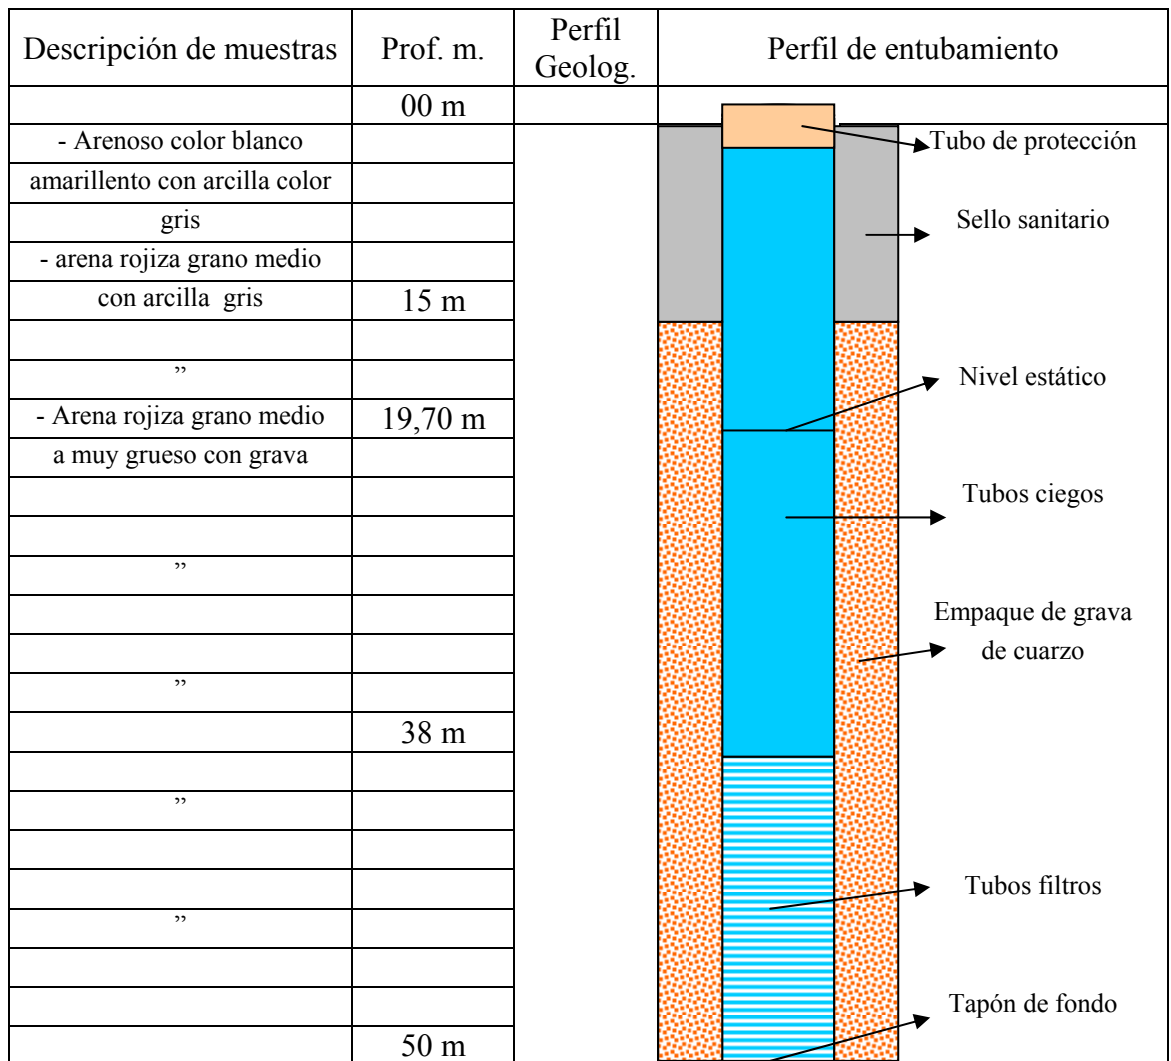 Descripción de muestras Prof. m. Perfil Geolog. Perfil de entubamiento
00 m
- Arenoso color blanco
amarillento con arcilla color
gris
- arena rojiza grano medio
con arcilla gris 15 m
”
- Arena rojiza grano medio 19,70 m
a muy grueso con grava
”
”
38 m
”
”
50 m
Tubo de protección
Sello sanitario
Nivel estático
Tubos ciegos
Empaque de grava
de cuarzo
Tubos filtros
Tapón de fondo